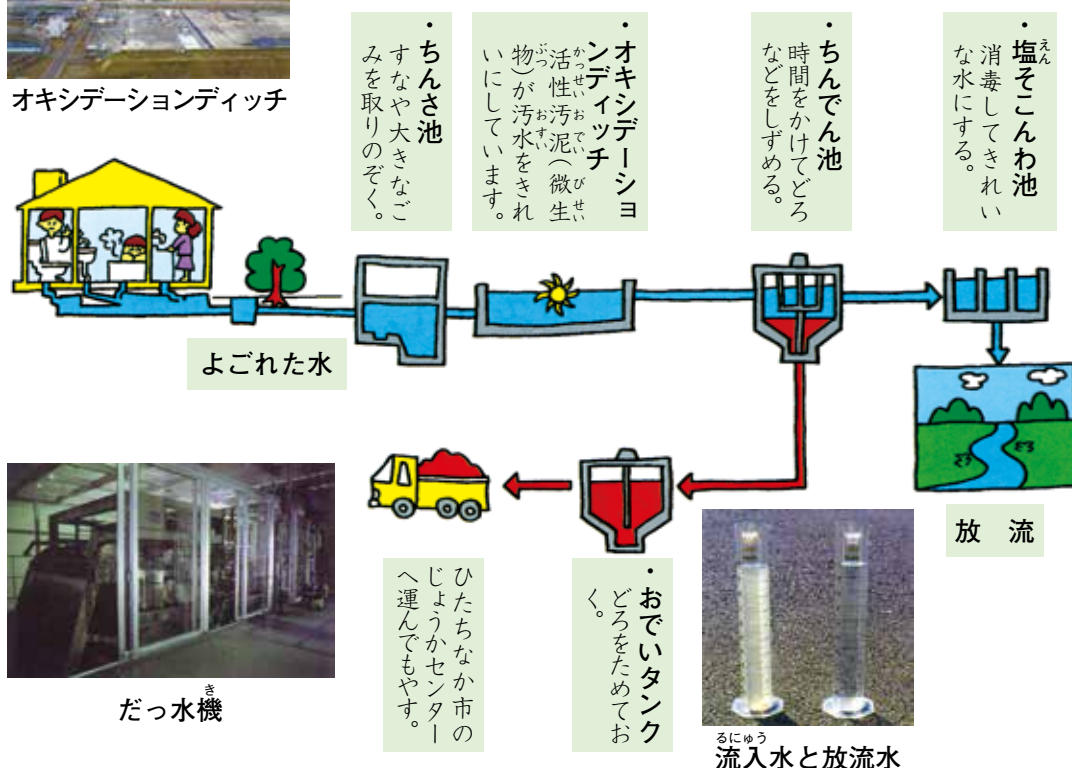 ・塩そこんわ池
消毒してきれい
な水にする。
・ちんでん池
時間をかけてどろ
などをしずめる。
・オキシデーショ
ンディッチ
活性汚泥(微生
物)が汚水をきれ
いにしています。
・ちんさ池
すなや大きなご
みを取りのぞく。
オキシデーションディッチ
よごれた水
放 流
・おでいタンク
どろをためてお
く。
ひたちなか市の
じょうかセンター
へ運んでもやす。
だっ水機
流入水と放流水